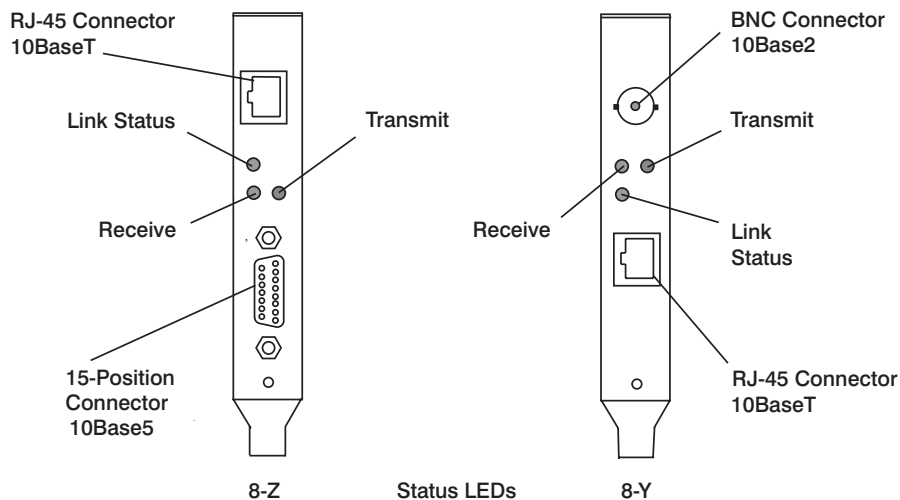 RJ-45 Connector
10BaseT
Link Status
Transmit
Receive
15-Position
Connector
10Base5
BNC Connector
10Base2
Transmit
Receive
Link
Status
RJ-45 Connector
10BaseT
8-Z
Status LEDs
8-Y